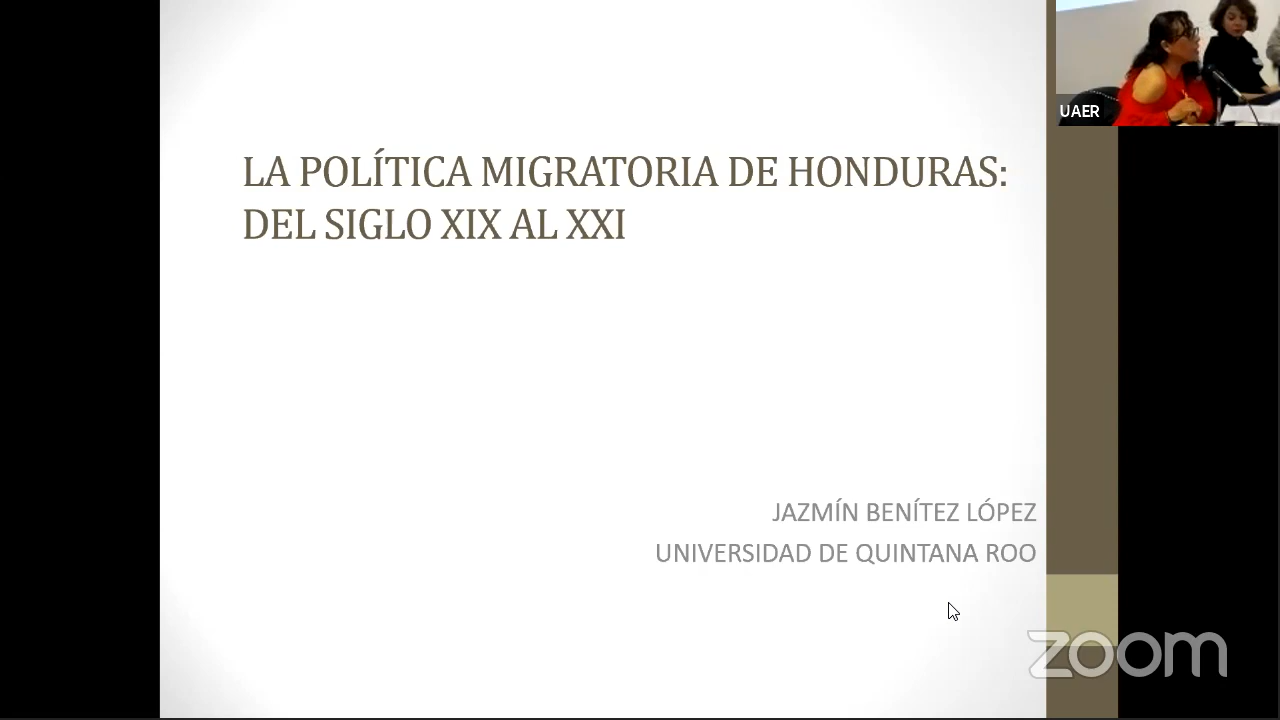 UAER
LA POLÍTICA MIGRATORIA DE HONDURAS:
DEL SIGLO XIX AL XXI
JAZMÍN BENÍTEZ LÓPEZ
UNIVERSIDAD DE QUINTANA ROO
zoom